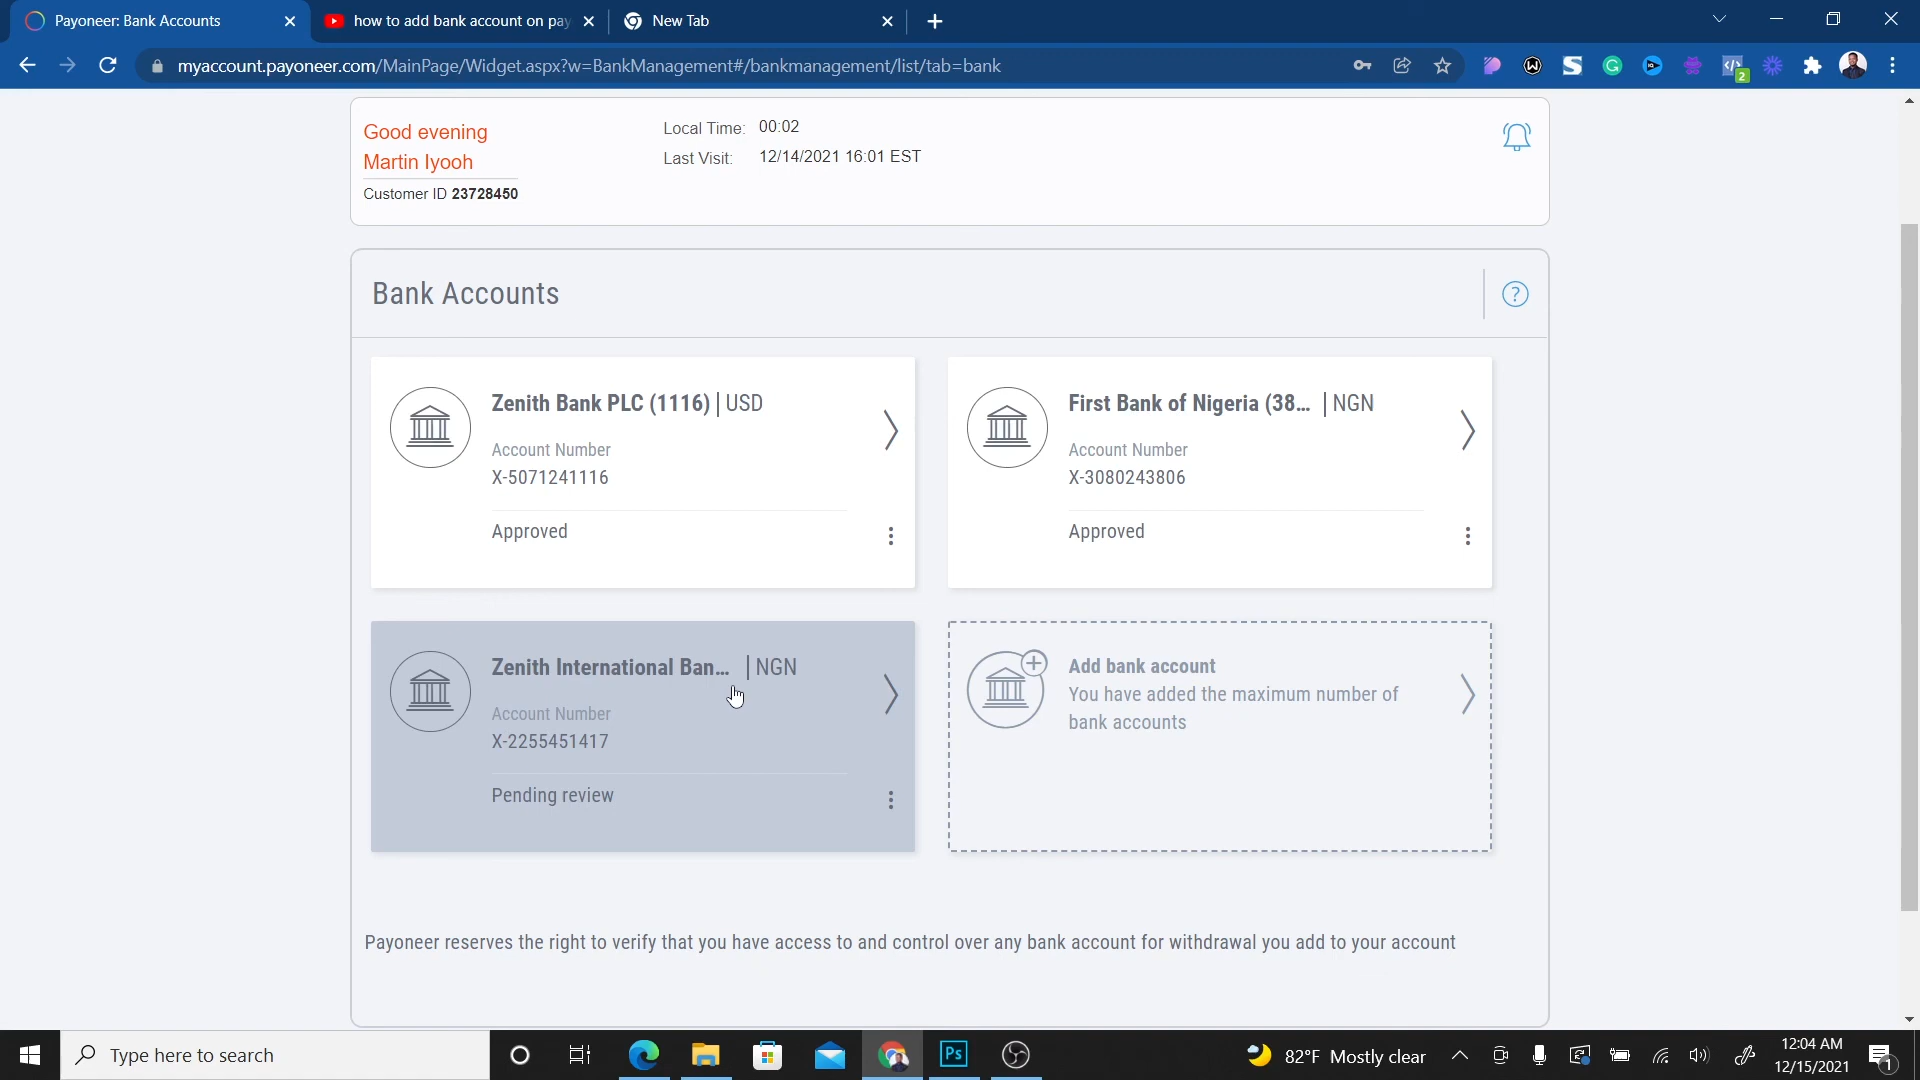 Payoneer: Bank Accounts
how to add bank account on pay
New Tab
myaccount.payoneer.com/MainPage/Widget.aspx?w=BankManagement#/bankmanagement/list/tab=bank
2
Good evening
Martin Iyooh
Customer ID 23728450
Local Time: 00:02
Last Visit: 12/14/2021 16:01 EST
Bank Accounts
?
Zenith Bank PLC (1116) | USD
Account Number
X-5071241116
Approved
First Bank of Nigeria (38... | NGN
Account Number
X-3080243806
Approved
Zenith International Ban... | NGN
Account Number
X-2255451417
Pending review
Add bank account
You have added the maximum number of
bank accounts
Payoneer reserves the right to verify that you have access to and control over any bank account for withdrawal you add to your account
Type here to search
Ps
82°F Mostly clear
12:04 AM
12/15/2021
1